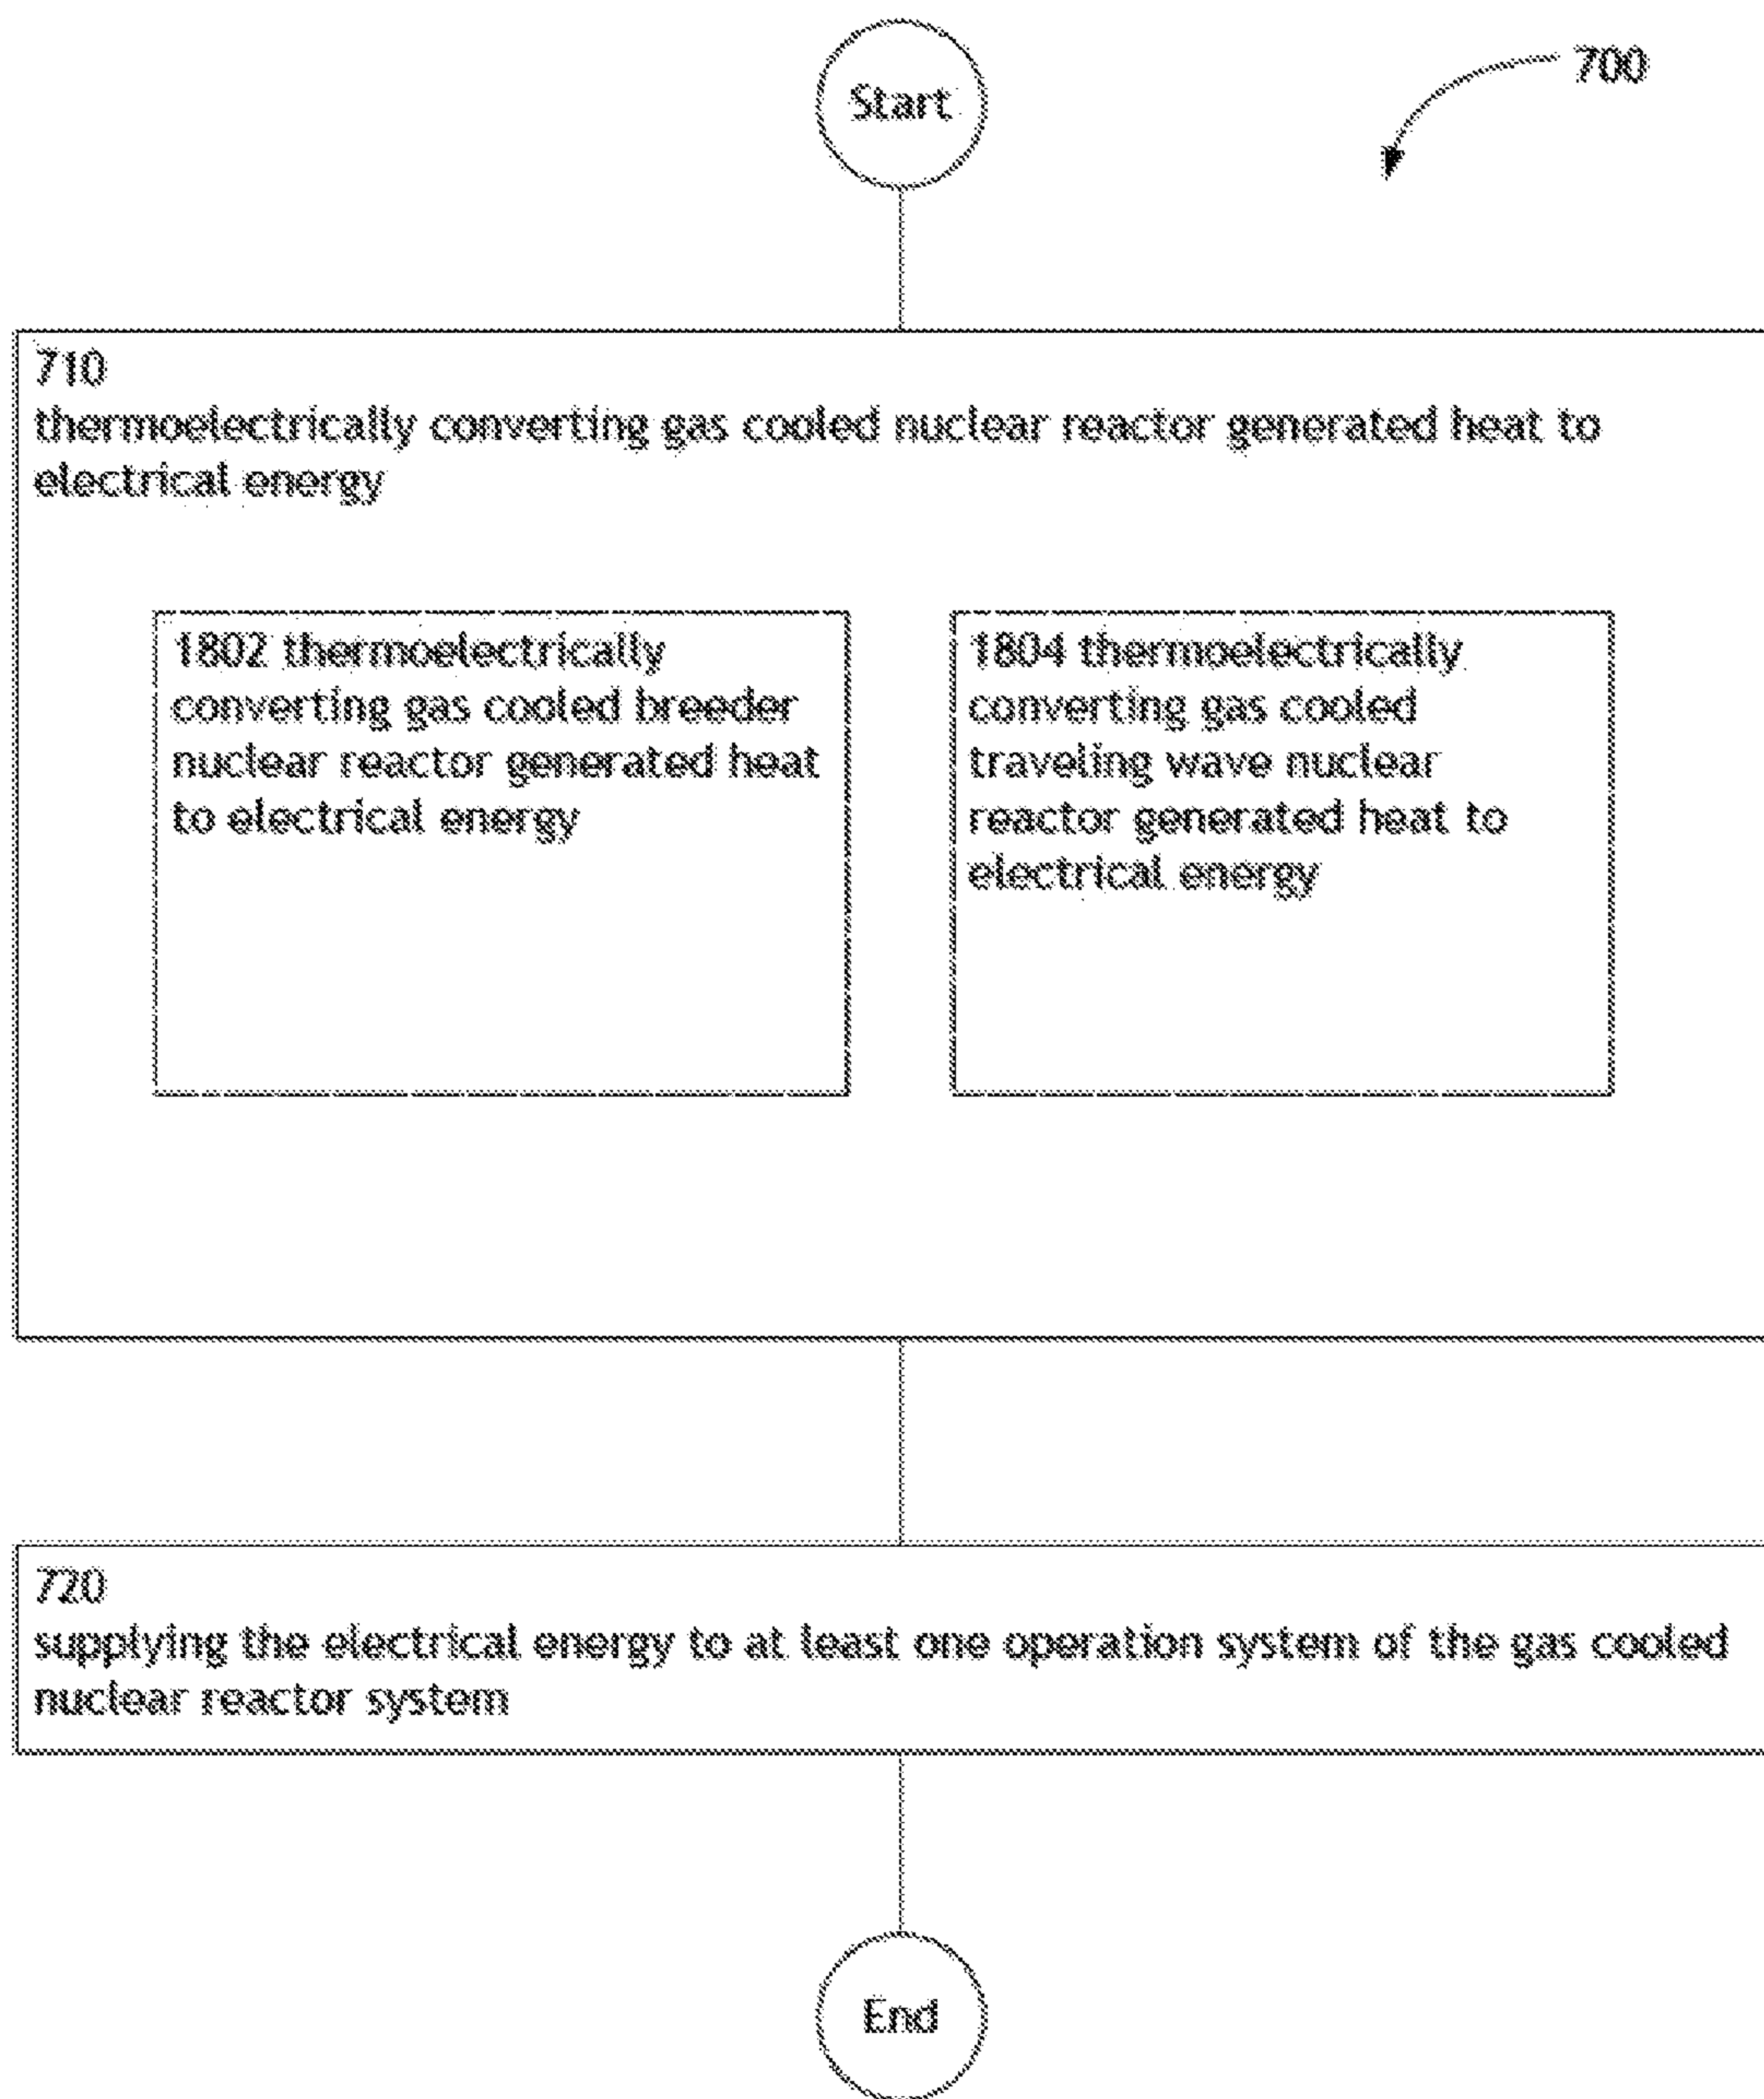 Start
700
710
thermoelectrically converting gas cooled nuclear reactor generated heat to
electrical energy
1802 thermoelectrically
converting gas cooled breeder
nuclear reactor generated heat
to electrical energy
1804 thermoelectrically
converting gas cooled
traveling wave nuclear
reactor generated heat to
electrical energy
720
supplying the electrical energy to at least one operation system of the gas cooled
nuclear reactor system
End